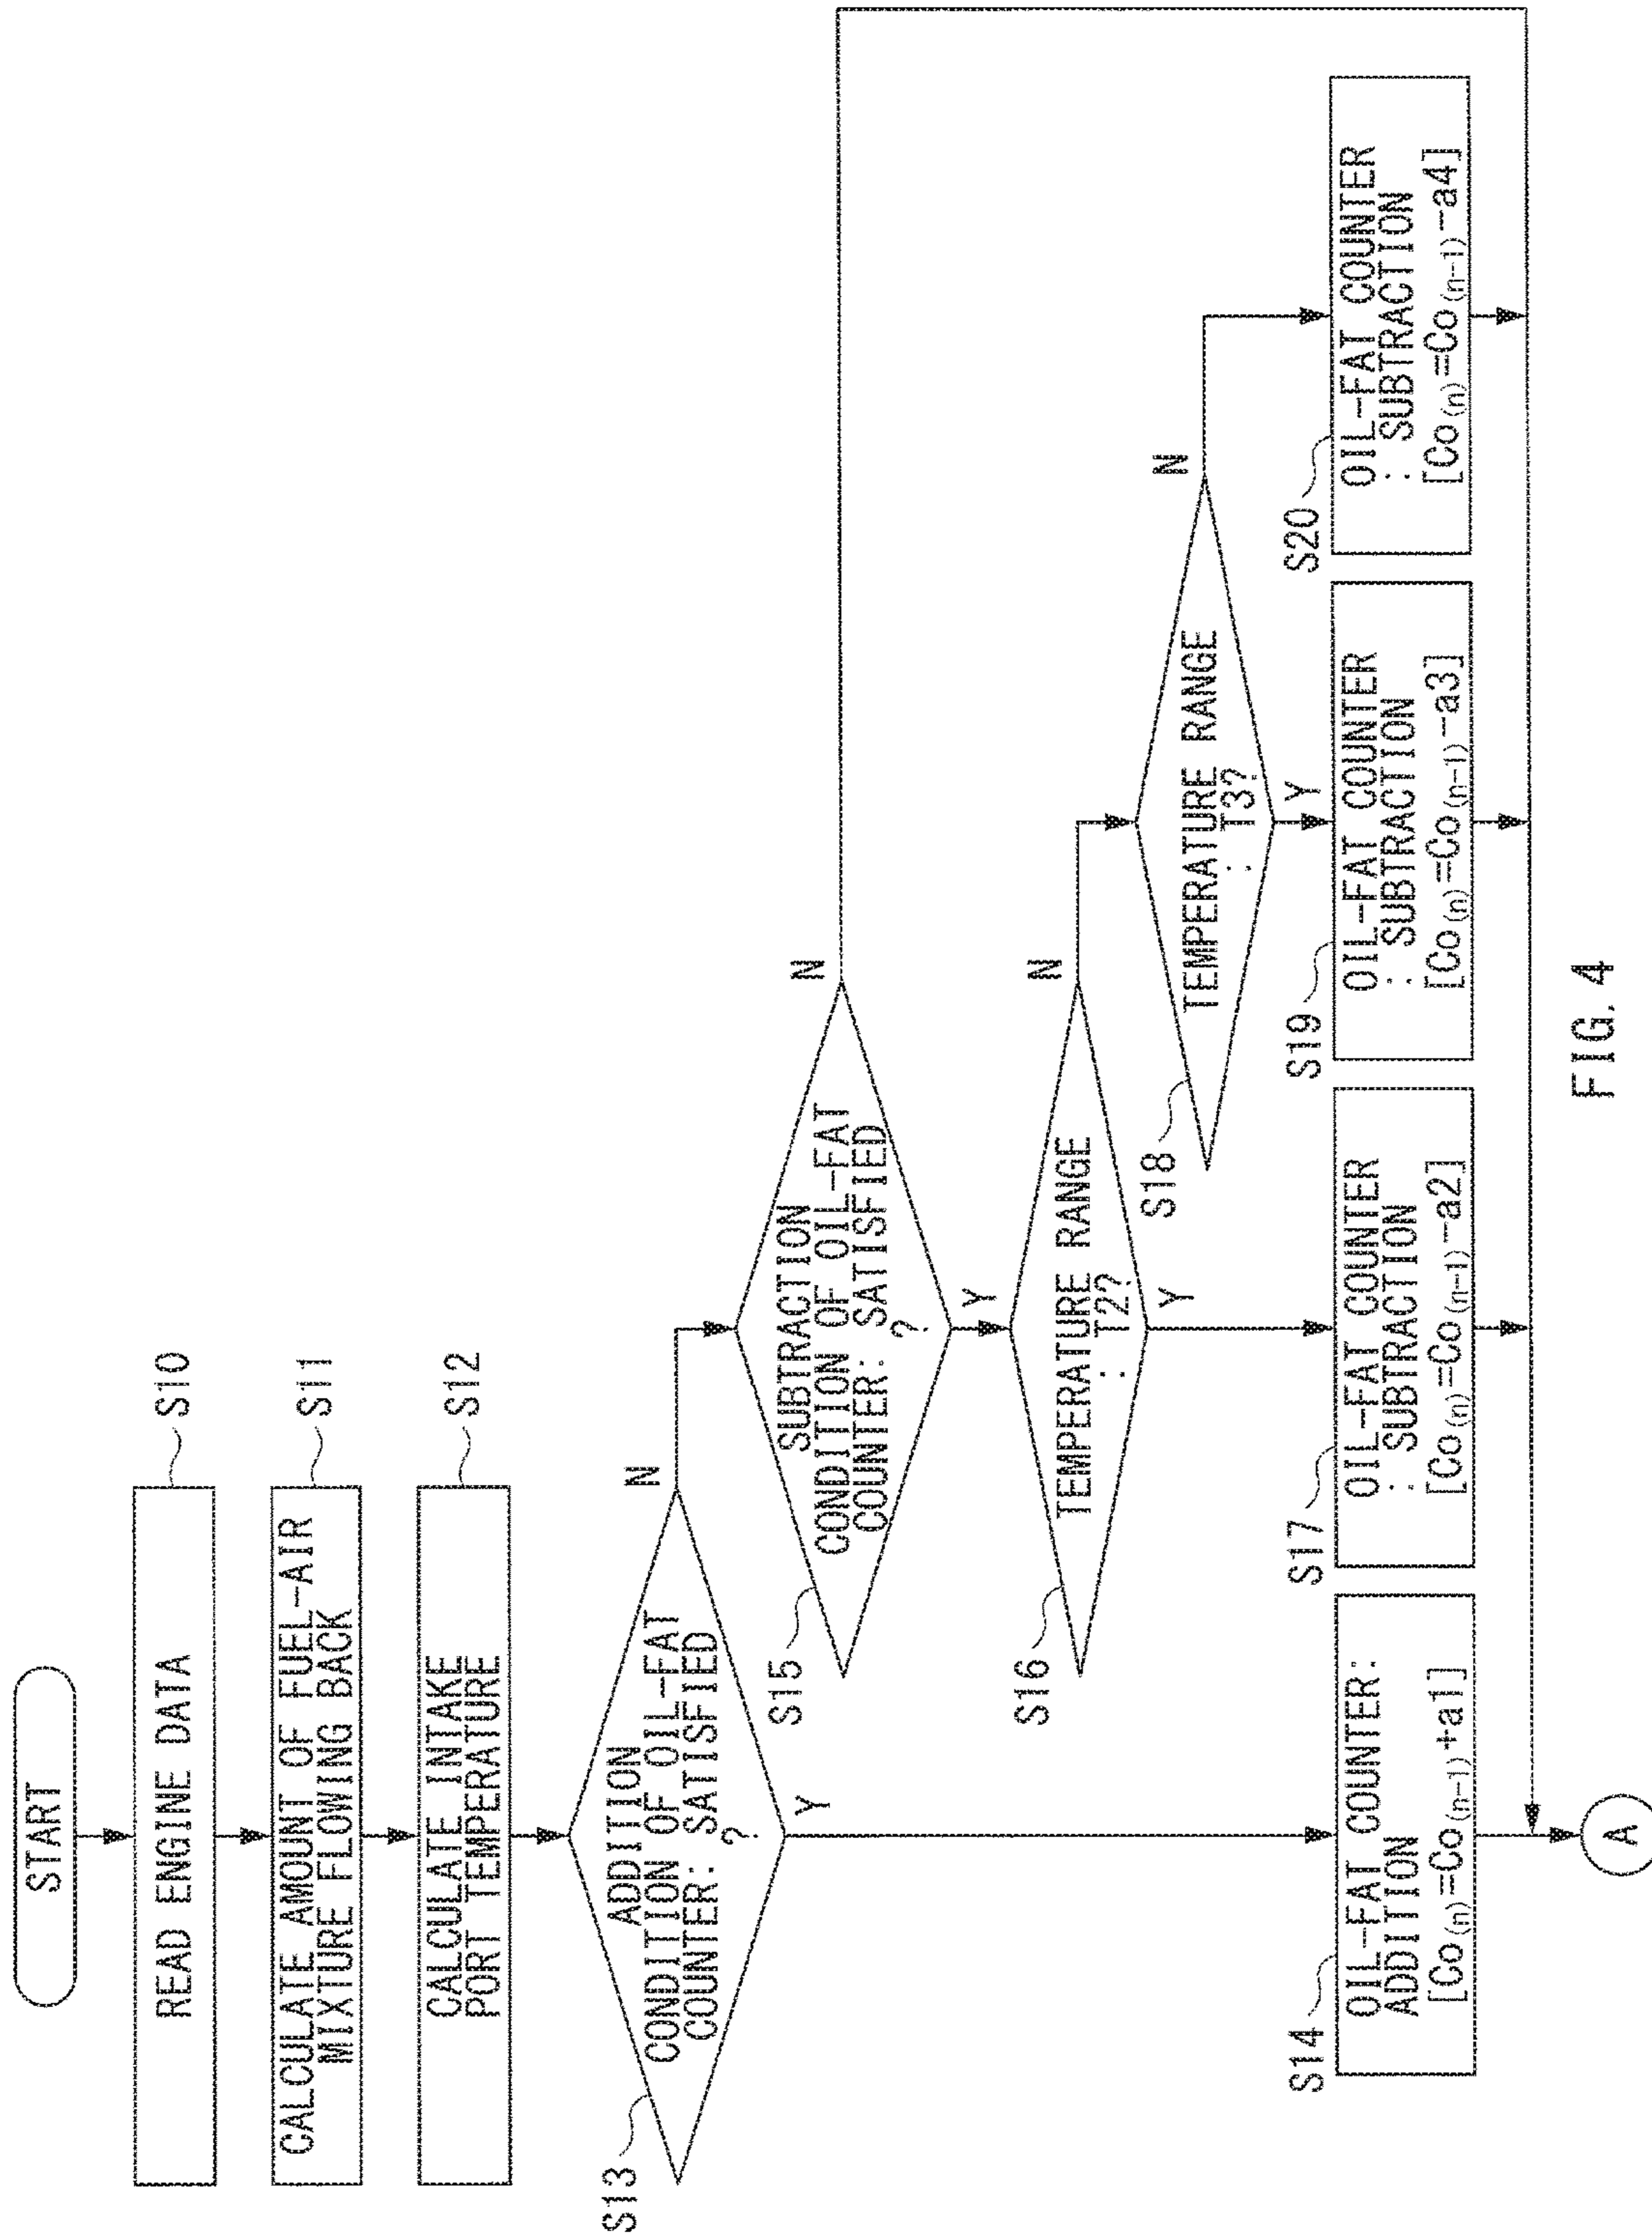 START
READ ENGINE DATA
S10
CALCULATE AMOUNT OF FUEL-AIR
MIXTURE FLOWING BACK
S11
CALCULATE INTAKE
PORT TEMPERATURE
S12
S13
ADDITION
CONDITION OF OIL-FAT
COUNTER: SATISFIED
?
N
Y
S15
SUBTRACTION
CONDITION OF OIL-FAT
COUNTER: SATISFIED
?
N
Y
S16
TEMPERATURE RANGE
: T2?
N
Y
S18
TEMPERATURE RANGE
: T3?
N
Y
S14
OIL-FAT COUNTER:
ADDITION
[Co(n)=Co(n-1)+a1]
S17
OIL-FAT COUNTER
: SUBTRACTION
[Co(n)=Co(n-1)-a2]
S19
OIL-FAT COUNTER
: SUBTRACTION
[Co(n)=Co(n-1)-a3]
S20
OIL-FAT COUNTER
: SUBTRACTION
[Co(n)=Co(n-1)-a4]
A
FIG. 4